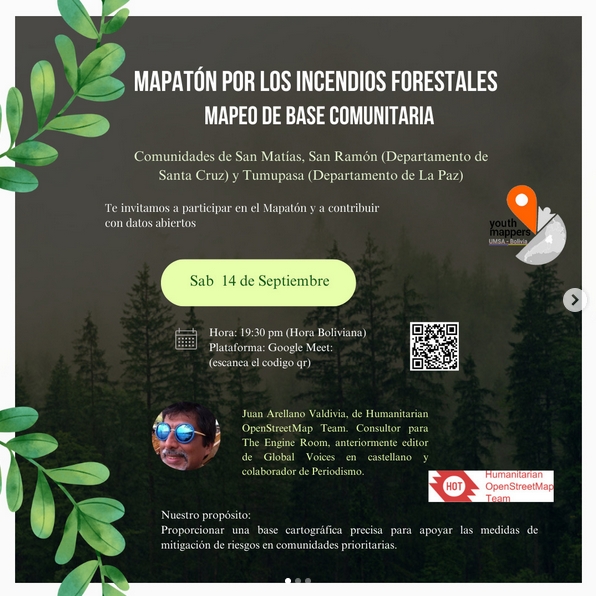 MAPATÓN POR LOS INCENDIOS FORESTALES
MAPEO DE BASE COMUNITARIA
Comunidades de San Matías, San Ramón (Departamento de
Santa Cruz) y Tumupasa (Departamento de La Paz)
Te invitamos a participar en el Mapatón y a contribuir
con datos abiertos
youth
mappers
UMSA - Bolivia
Sab 14 de Septiembre
Hora: 19:30 pm (Hora Boliviana)
Plataforma: Google Meet:
(escanea el codigo qr)
Juan Arellano Valdivia, de Humanitarian
OpenStreetMap Team. Consultor para
The Engine Room, anteriormente editor
de Global Voices en castellano y
colaborador de Periodismo.
HOT
Humanitarian
OpenStreetMap
Team
Nuestro propósito:
Proporcionar una base cartográfica precisa para apoyar las medidas de
mitigación de riesgos en comunidades prioritarias.